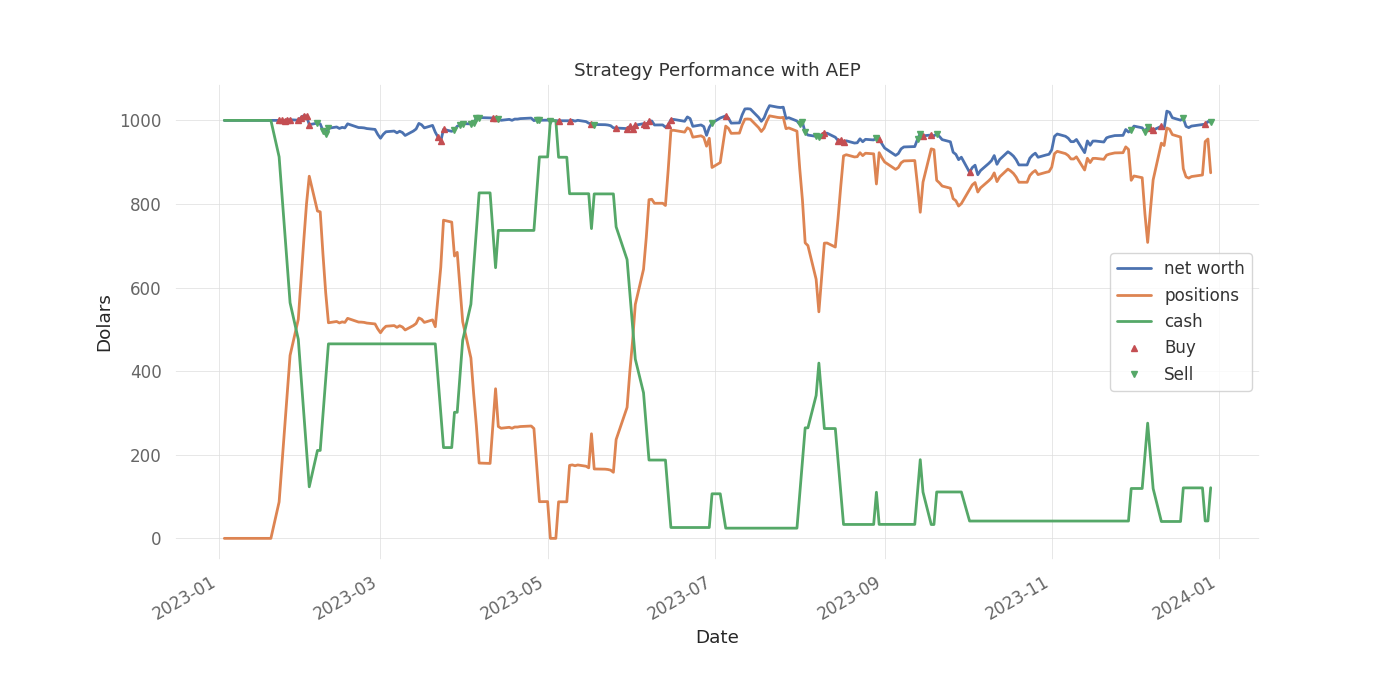 Strategy Performance with AEP
1000
800
600
400
200
0
Dolars
net worth
positions
cash
Buy
Sell
2023-01
2023-03
2023-05
2023-07
2023-09
2023-11
2024-01
Date